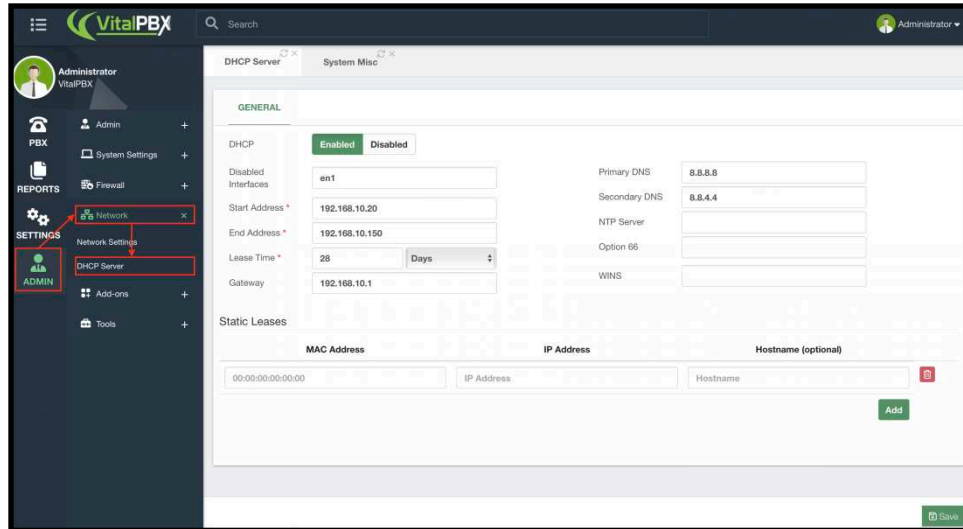 VitalPBX
Search
Administrator
Administrator
VitalPBX
PBX
REPORTS
SETTINGS
ADMIN
Admin
System Settings
Firewall
Network
Network Settings
DHCP Server
Add-ons
Tools
DHCP Server
System Misc
GENERAL
DHCP
Enabled Disabled
Disabled
Interfaces
en1
Start Address *
192.168.10.20
End Address *
192.168.10.150
Lease Time *
28 Days
Gateway
192.168.10.1
Primary DNS
8.8.8.8
Secondary DNS
8.8.4.4
NTP Server
Option 66
WINS
Static Leases
MAC Address IP Address Hostname (optional)
00:00:00:00:00:00 IP Address Hostname
Add
Save